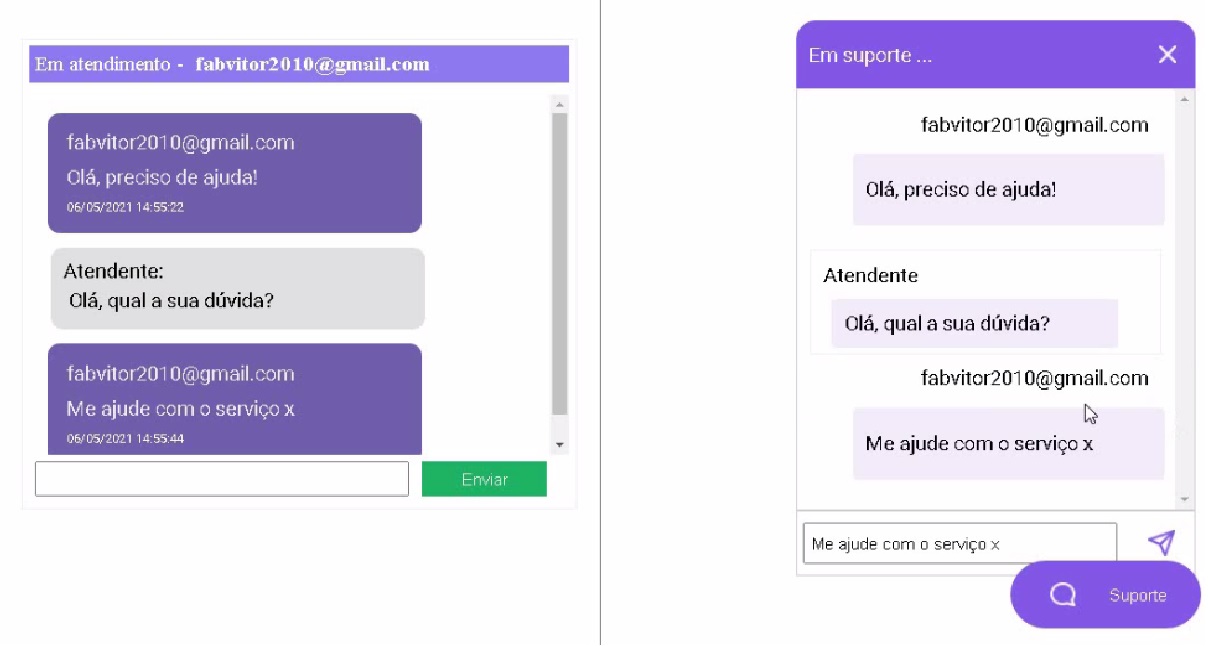 Em atendimento - fabvitor2010@gmail.com
fabvitor2010@gmail.com
Olá, preciso de ajuda!
06/05/2021 14:55:22
Atendente:
Olá, qual a sua dúvida?
fabvitor2010@gmail.com
Me ajude com o serviço x
06/05/2021 14:55:44
Enviar
Em suporte ...
fabvitor2010@gmail.com
Olá, preciso de ajuda!
Atendente
Olá, qual a sua dúvida?
fabvitor2010@gmail.com
Me ajude com o serviço x
Me ajude com o serviço x
Suporte